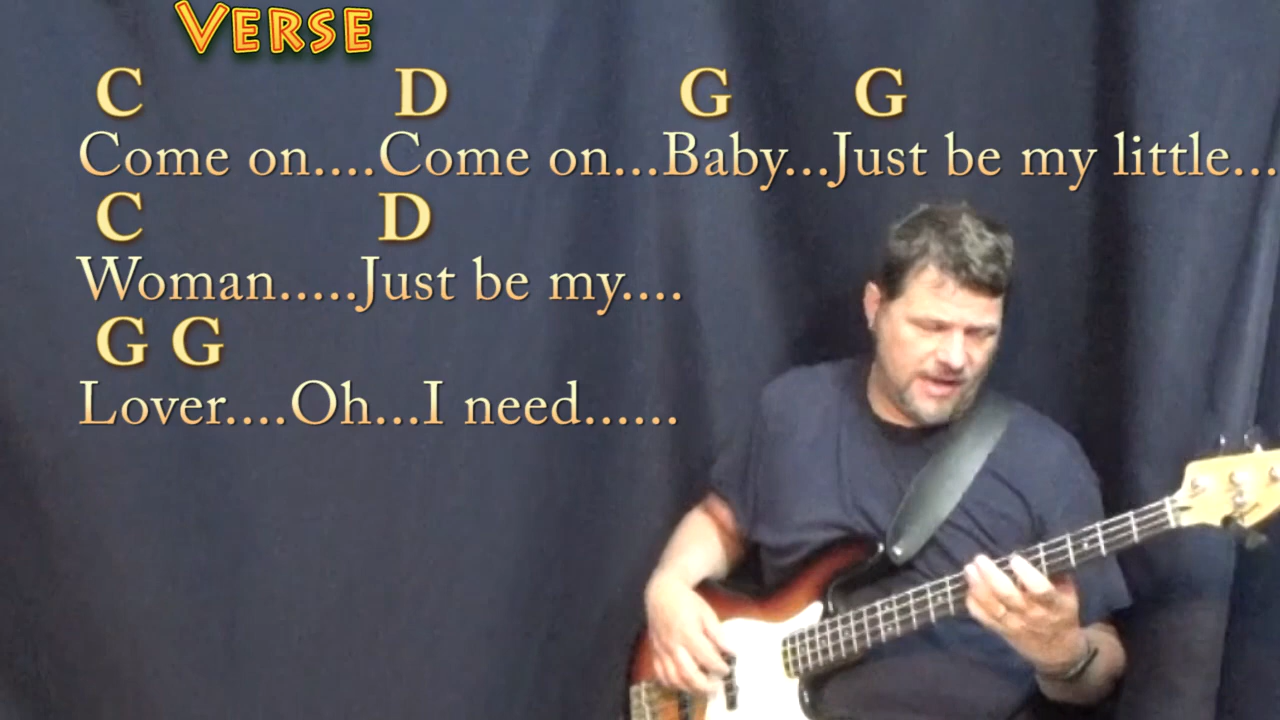 VERSE
C D G G
Come on....Come on...Baby...Just be my little...
C D
Woman.....Just be my....
G G
Lover....Oh...I need......